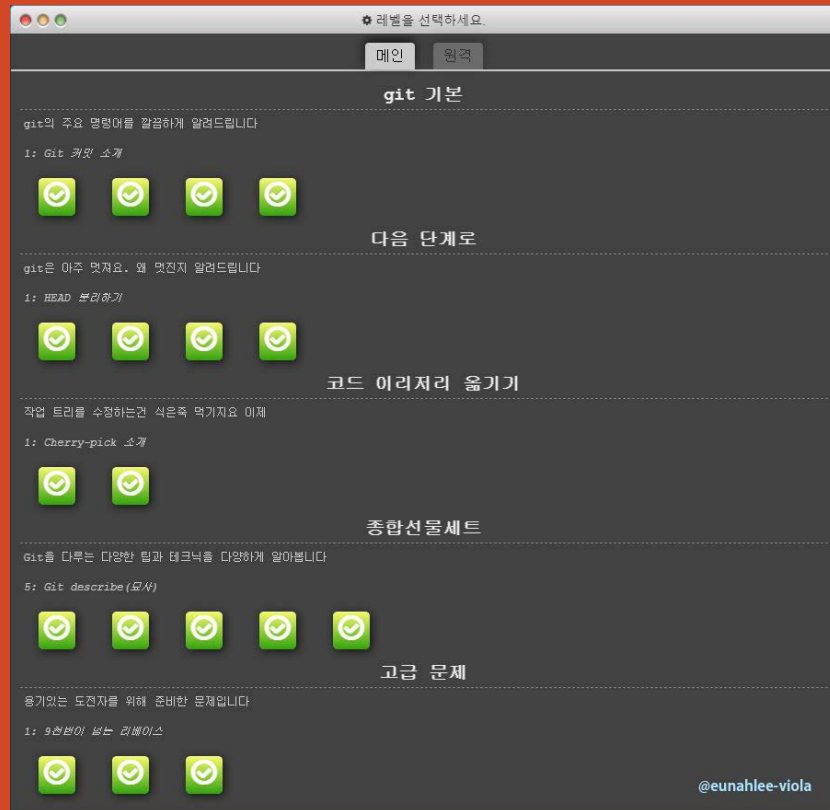 레벨을 선택하세요.
메인 원격
git 기본
git의 주요 명령어를 깔끔하게 알려드립니다
1: Git 커밋 소개
다음 단계로
git은 아주 멋져요. 왜 멋진지 알려드립니다
1: HEAD 분리하기
코드 이리저리 옮기기
작업 트리를 수정하는건 식은죽 먹기지요 이제
1: Cherry-pick 소개
종합선물세트
Git을 다루는 다양한 팁과 테크닉을 다양하게 알아봅니다
5: Git describe(묘사)
고급 문제
용기있는 도전자를 위해 준비한 문제입니다
1: 9천번이 넘는 리베이스
@eunahlee-viola